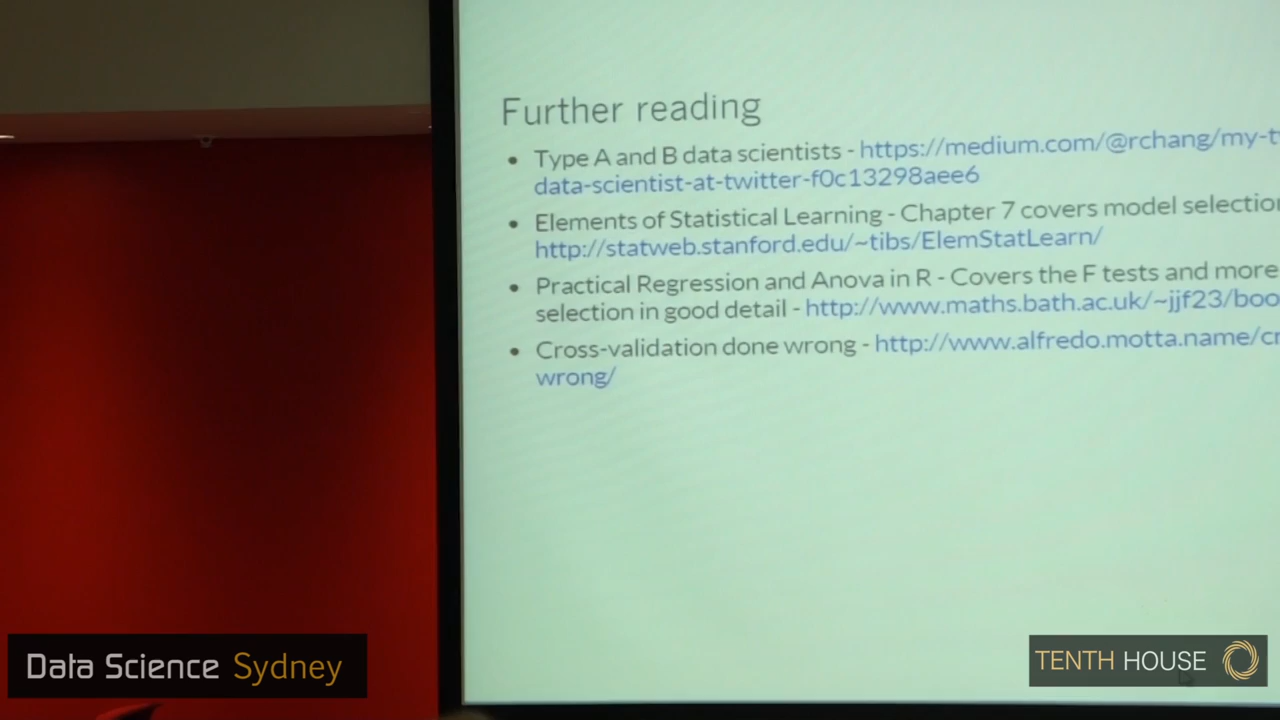 Further reading
• Type A and B data scientists - https://medium.com/@rchang/my-t
data-scientist-at-twitter-f0c13298aee6
• Elements of Statistical Learning - Chapter 7 covers model selection
http://statweb.stanford.edu/~tibs/ElemStatLearn/
• Practical Regression and Anova in R - Covers the F tests and more
selection in good detail - http://www.maths.bath.ac.uk/~jjf23/boo
• Cross-validation done wrong - http://www.alfredo.motta.name/cr
wrong/
Data Science Sydney
TENTH HOUSE